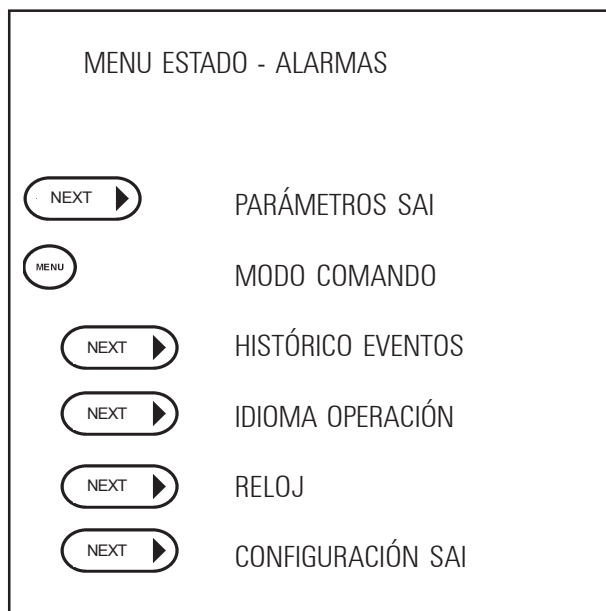 MENU ESTADO - ALARMAS
NEXT PARÁMETROS SAI
MENU MODO COMANDO
NEXT HISTÓRICO EVENTOS
NEXT IDIOMA OPERACIÓN
NEXT RELOJ
NEXT CONFIGURACIÓN SAI